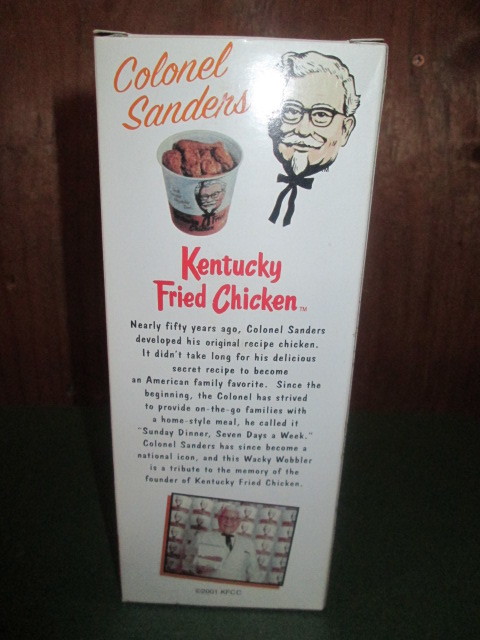 Colonel
Sanders
Kentucky
Fried Chicken™
Nearly fifty years ago, Colonel Sanders
developed his original recipe chicken.
It didn't take long for his delicious
secret recipe to become
an American family favorite. Since the
beginning, the Colonel has strived
to provide on-the-go families with
a home-style meal, he called it
"Sunday Dinner, Seven Days a Week."
Colonel Sanders has since become a
national icon, and this Wacky Wobbler
is a tribute to the memory of the
founder of Kentucky Fried Chicken.
©2001 KFCC